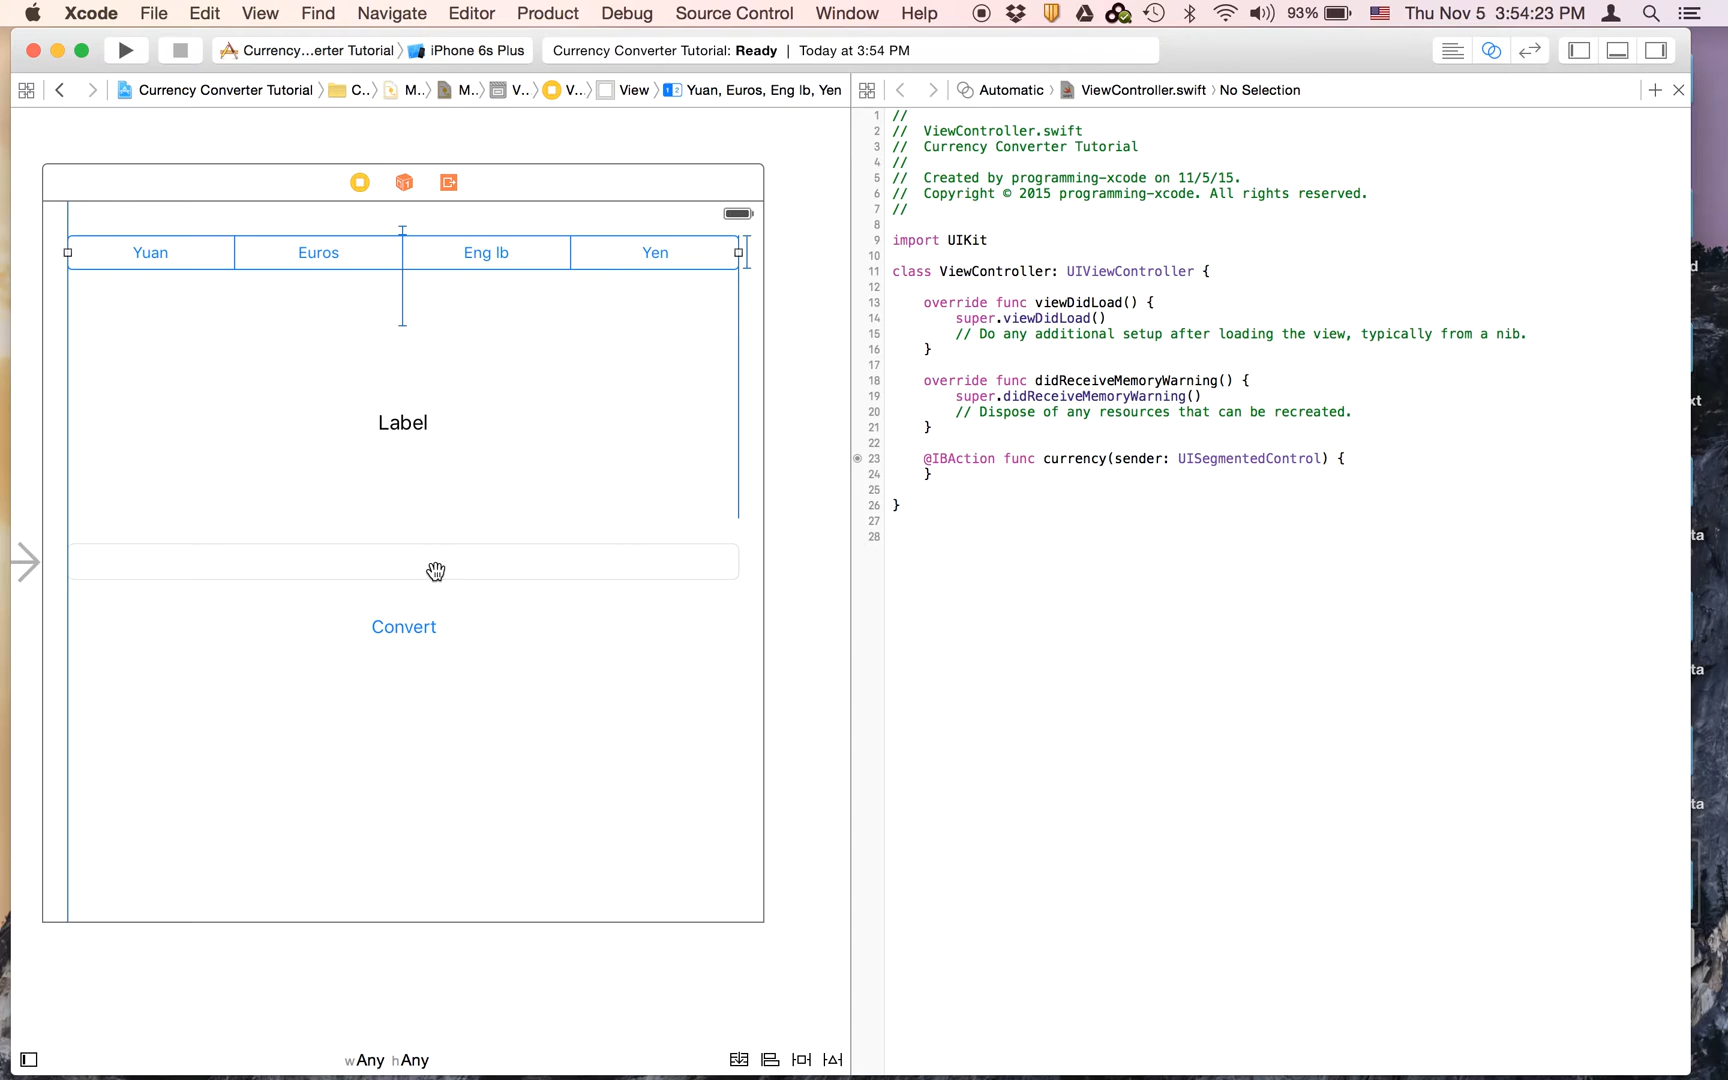 Xcode File Edit View Find Navigate Editor Product Debug Source Control Window Help 93% Thu Nov 5 3:54:23 PM
Currency...erter Tutorial iPhone 6s Plus Currency Converter Tutorial: Ready | Today at 3:54 PM
Currency Converter Tutorial C... M... M... V... V... View Yuan, Euros, Eng lb, Yen
Automatic ViewController.swift No Selection
Yuan Euros Eng lb Yen
Label
Convert
wAny hAny
1 //
2 // ViewController.swift
3 // Currency Converter Tutorial
4 //
5 // Created by programming-xcode on 11/5/15.
6 // Copyright © 2015 programming-xcode. All rights reserved.
7 //
8
9 import UIKit
10
11 class ViewController: UIViewController {
12
13 override func viewDidLoad() {
14 super.viewDidLoad()
15 // Do any additional setup after loading the view, typically from a nib.
16 }
17
18 override func didReceiveMemoryWarning() {
19 super.didReceiveMemoryWarning()
20 // Dispose of any resources that can be recreated.
21 }
22
23 @IBAction func currency(sender: UISegmentedControl) {
24 }
25
26 }
27
28